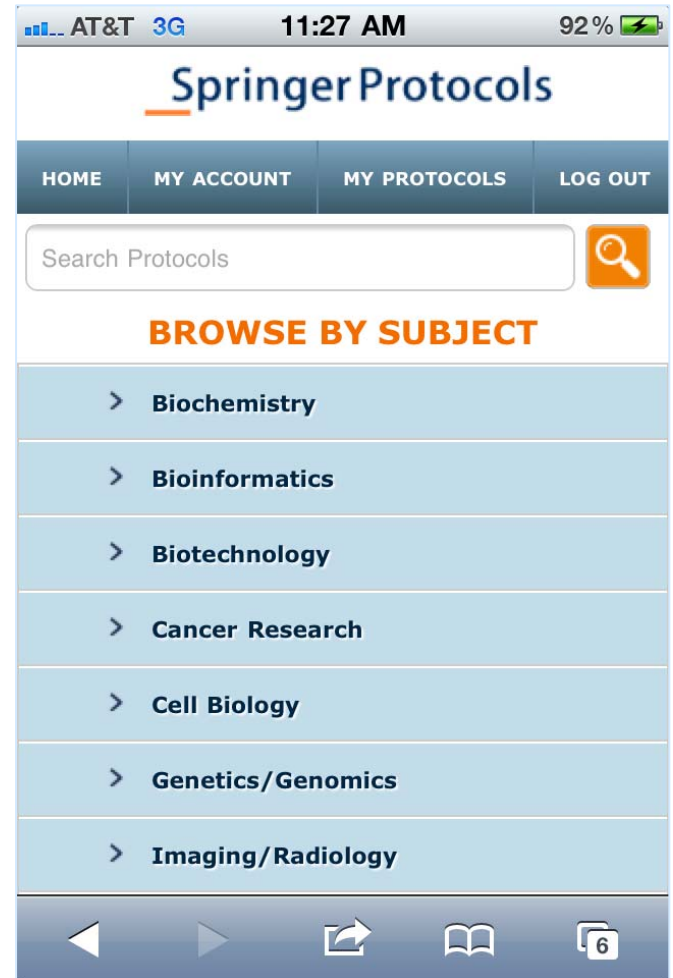 AT&T 3G 11:27 AM 92%
Springer Protocols
HOME MY ACCOUNT MY PROTOCOLS LOG OUT
Search Protocols
BROWSE BY SUBJECT
Biochemistry
Bioinformatics
Biotechnology
Cancer Research
Cell Biology
Genetics/Genomics
Imaging/Radiology
6